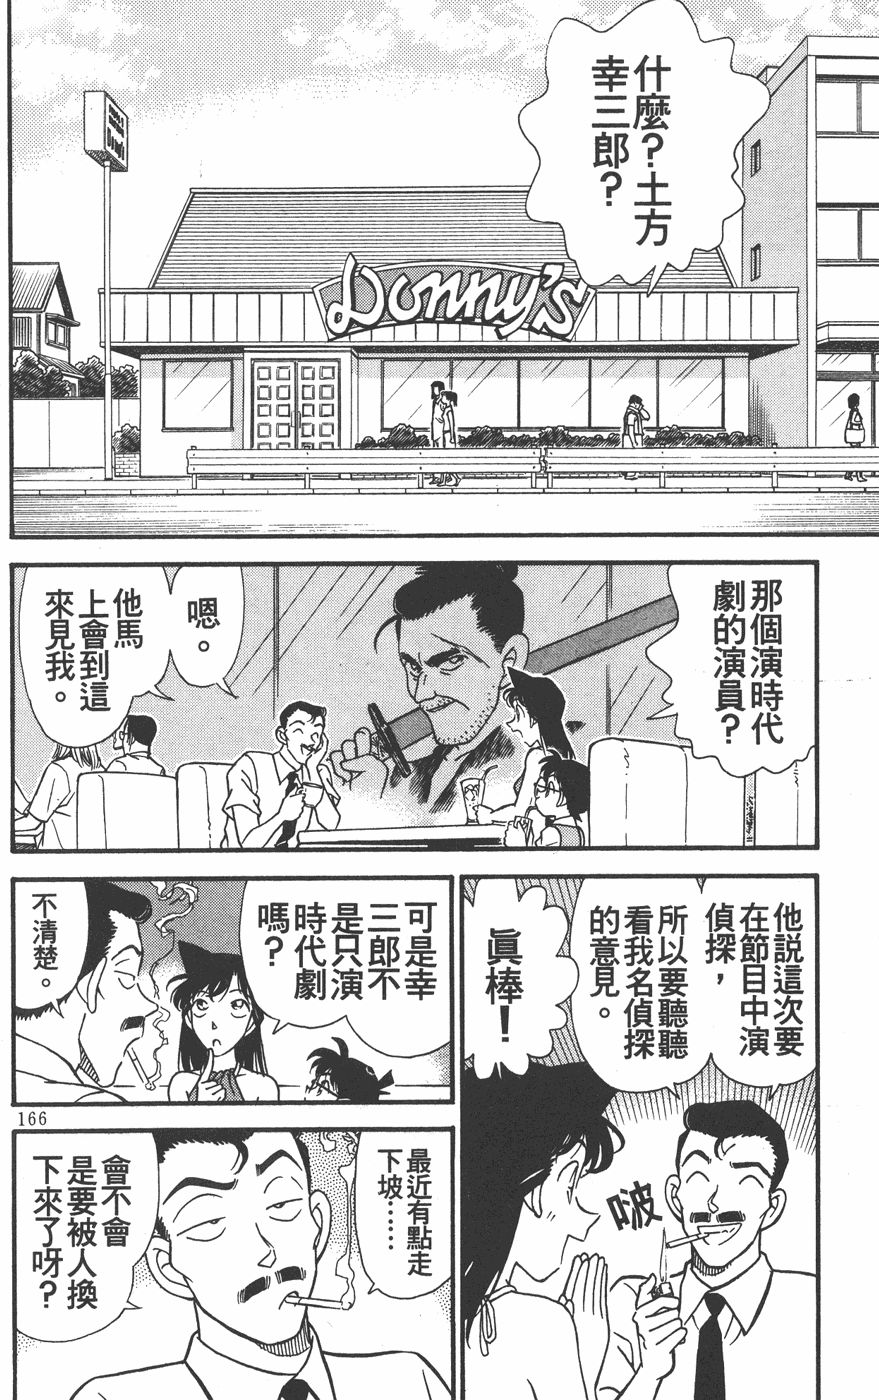 什麼？土方
幸三郎？
Donny's
那個演時代
劇的演員？
嗯。
他馬
上會到這
來見我。
他說這次要
在節目中演
偵探，
所以要聽聽
看我名偵探
的意見。
眞棒！
啵
可是幸
三郎不
是只演
時代劇
嗎？
不清楚。
166
最近有點走
下坡……
會不會
是要被人換
下來了呀？